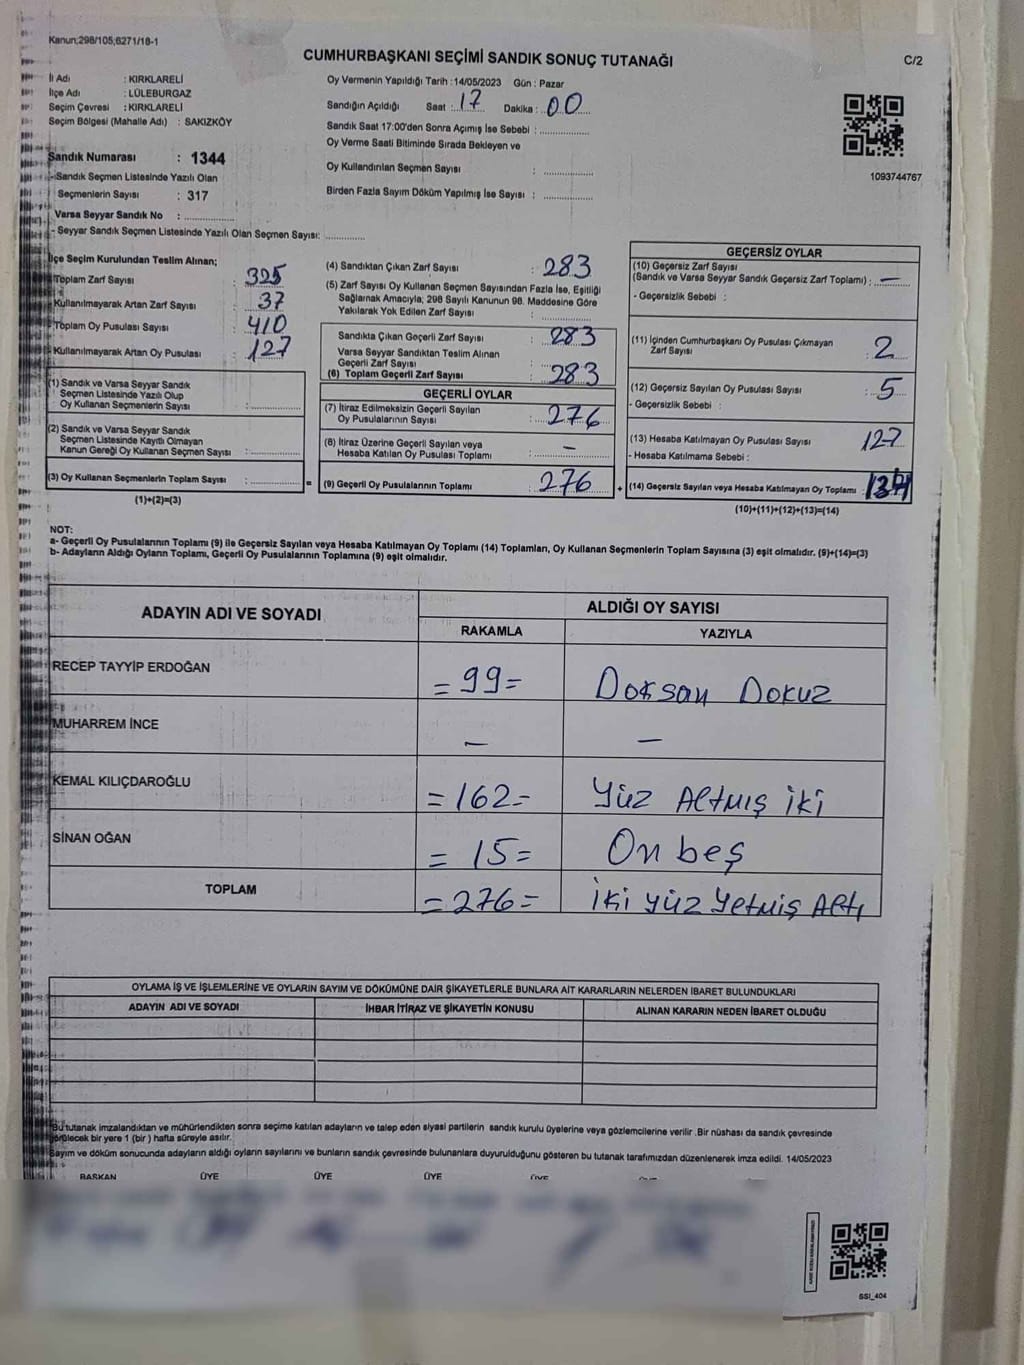 Kanun;298/105;6271/18-1
CUMHURBAŞKANI SEÇİMİ SANDIK SONUÇ TUTANAĞI
C/2
İl Adı : KIRKLARELİ
İlçe Adı : LÜLEBURGAZ
Seçim Çevresi : KIRKLARELİ
Seçim Bölgesi (Mahalle Adı) : SAKIZKÖY
Sandık Numarası : 1344
- Sandık Seçmen Listesinde Yazılı Olan
Seçmenlerin Sayısı : 317
Varsa Seyyar Sandık No : ..............
- Seyyar Sandık Seçmen Listesinde Yazılı Olan Seçmen Sayısı: ............
Oy Vermenin Yapıldığı Tarih : 14/05/2023 Gün : Pazar
Sandığın Açıldığı Saat : 17 Dakika : 00
Sandık Saat 17:00'den Sonra Açımış İse Sebebi : ..............
Oy Verme Saati Bitiminde Sırada Bekleyen ve
Oy Kullandırılan Seçmen Sayısı : ..............
Birden Fazla Sayım Döküm Yapılmış İse Sayısı : ..............
1093744767
İlçe Seçim Kurulundan Teslim Alınan;
Toplam Zarf Sayısı : 325
Kullanılmayarak Artan Zarf Sayısı : 37
Toplam Oy Pusulası Sayısı : 410
Kullanılmayarak Artan Oy Pusulası : 127
(1) Sandık ve Varsa Seyyar Sandık
Seçmen Listesinde Yazılı Olup
Oy Kullanan Seçmenlerin Sayısı : ..............
(2) Sandık ve Varsa Seyyar Sandık
Seçmen Listesinde Kayıtlı Olmayan
Kanun Gereği Oy Kullanan Seçmen Sayısı : ..............
(3) Oy Kullanan Seçmenlerin Toplam Sayısı : .............. =
(1)+(2)=(3)
(4) Sandıktan Çıkan Zarf Sayısı : 283
(5) Zarf Sayısı Oy Kullanan Seçmen Sayısından Fazla İse, Eşitliği
Sağlamak Amacıyla, 298 Sayılı Kanunun 98. Maddesine Göre
Yakılarak Yok Edilen Zarf Sayısı : ..............
Sandıkta Çıkan Geçerli Zarf Sayısı : 283
Varsa Seyyar Sandıktan Teslim Alınan
Geçerli Zarf Sayısı : ..............
(6) Toplam Geçerli Zarf Sayısı : 283
GEÇERLİ OYLAR
(7) İtiraz Edilmeksizin Geçerli Sayılan
Oy Pusulalarının Sayısı : 276
(8) İtiraz Üzerine Geçerli Sayılan veya
Hesaba Katılan Oy Pusulası Toplamı : —
(9) Geçerli Oy Pusulalarının Toplamı : 276 +
GEÇERSİZ OYLAR
(10) Geçersiz Zarf Sayısı
(Sandık ve Varsa Seyyar Sandık Geçersiz Zarf Toplamı) : —
- Geçersizlik Sebebi :
(11) İçinden Cumhurbaşkanı Oy Pusulası Çıkmayan
Zarf Sayısı : 2
(12) Geçersiz Sayılan Oy Pusulası Sayısı : 5
- Geçersizlik Sebebi :
(13) Hesaba Katılmayan Oy Pusulası Sayısı : 127
- Hesaba Katılmama Sebebi :
(14) Geçersiz Sayılan veya Hesaba Katılmayan Oy Toplamı :
(10)+(11)+(12)+(13)=(14)
NOT:
a- Geçerli Oy Pusulalarının Toplamı (9) ile Geçersiz Sayılan veya Hesaba Katılmayan Oy Toplamı (14) Toplamları, Oy Kullanan Seçmenlerin Toplam Sayısına (3) eşit olmalıdır. (9)+(14)=(3)
b- Adayların Aldığı Oyların Toplamı, Geçerli Oy Pusulalarının Toplamına (9) eşit olmalıdır.
ADAYIN ADI VE SOYADI ALDIĞI OY SAYISI
RAKAMLA YAZIYLA
RECEP TAYYİP ERDOĞAN =99= Doksan Dokuz
MUHARREM İNCE — —
KEMAL KILIÇDAROĞLU =162= Yüz Altmış iki
SİNAN OĞAN = 15= On beş
TOPLAM =276= İki yüz yetmiş Altı
OYLAMA İŞ VE İŞLEMLERİNE VE OYLARIN SAYIM VE DÖKÜMÜNE DAİR ŞİKAYETLERLE BUNLARA AİT KARARLARIN NELERDEN İBARET BULUNDUKLARI
ADAYIN ADI VE SOYADI İHBAR İTİRAZ VE ŞİKAYETİN KONUSU ALINAN KARARIN NEDEN İBARET OLDUĞU
Bu tutanak imzalandıktan ve mühürlendikten sonra seçime katılan adayların ve talep eden siyasi partilerin sandık kurulu üyelerine veya gözlemcilerine verilir. Bir nüshası da sandık çevresinde
görülecek bir yere 1 (bir) hafta süreyle asılır.
Sayım ve döküm sonucunda adayların aldığı oyların sayılarını ve bunların sandık çevresinde bulunanlara duyurulduğunu gösteren bu tutanak tarafımızdan düzenlenerek imza edildi. 14/05/2023
BAŞKAN ÜYE ÜYE ÜYE ÜYE
SSI_404